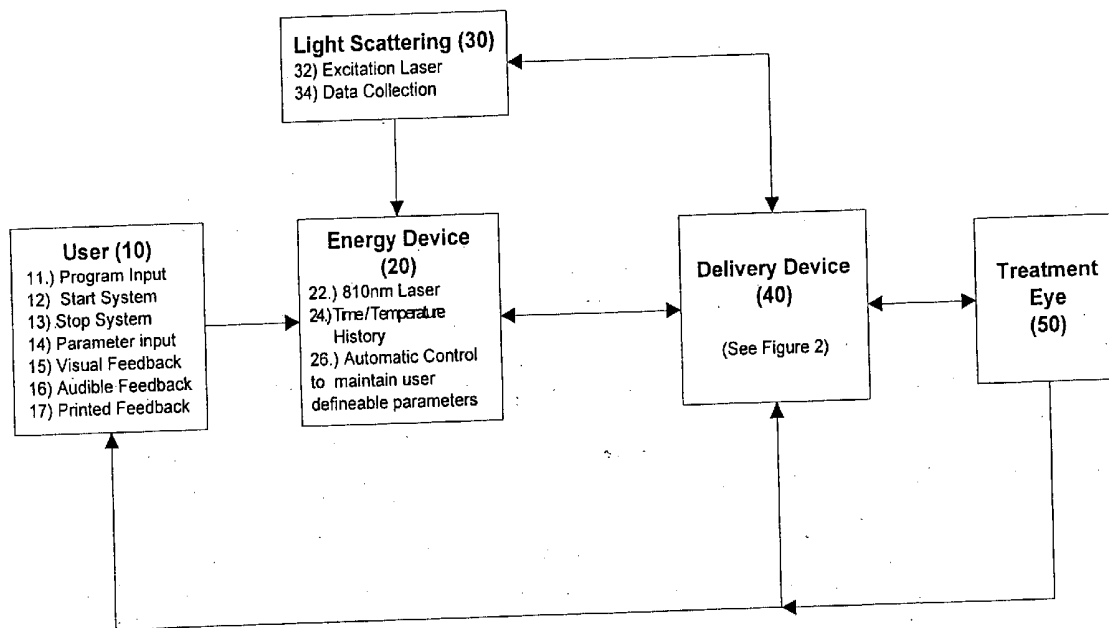 Light Scattering (30)
32) Excitation Laser
34) Data Collection
User (10)
11.) Program Input
12) Start System
13) Stop System
14) Parameter input
15) Visual Feedback
16) Audible Feedback
17) Printed Feedback
Energy Device
(20)
22.) 810nm Laser
24.)Time/Temperature
History
26.) Automatic Control
to maintain user
defineable parameters
Delivery Device
(40)
(See Figure 2)
Treatment
Eye
(50)